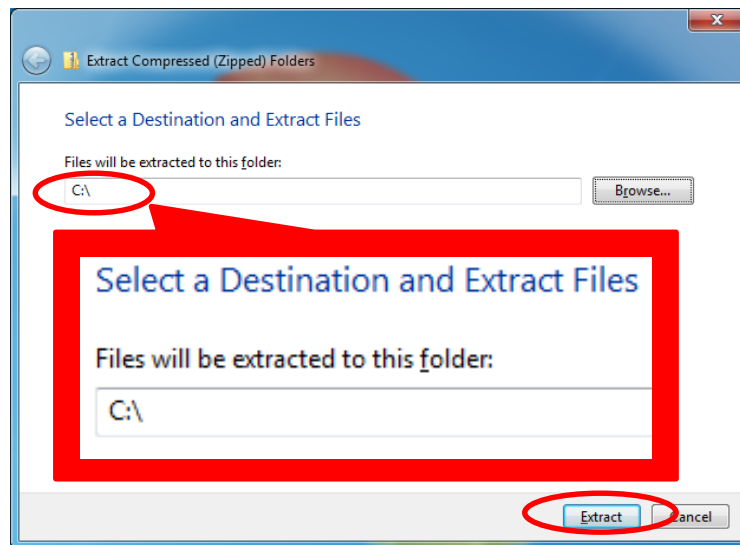 Extract Compressed (Zipped) Folders
Select a Destination and Extract Files
Files will be extracted to this folder:
C:\
Browse...
Select a Destination and Extract Files
Files will be extracted to this folder:
C:\
Extract
Cancel